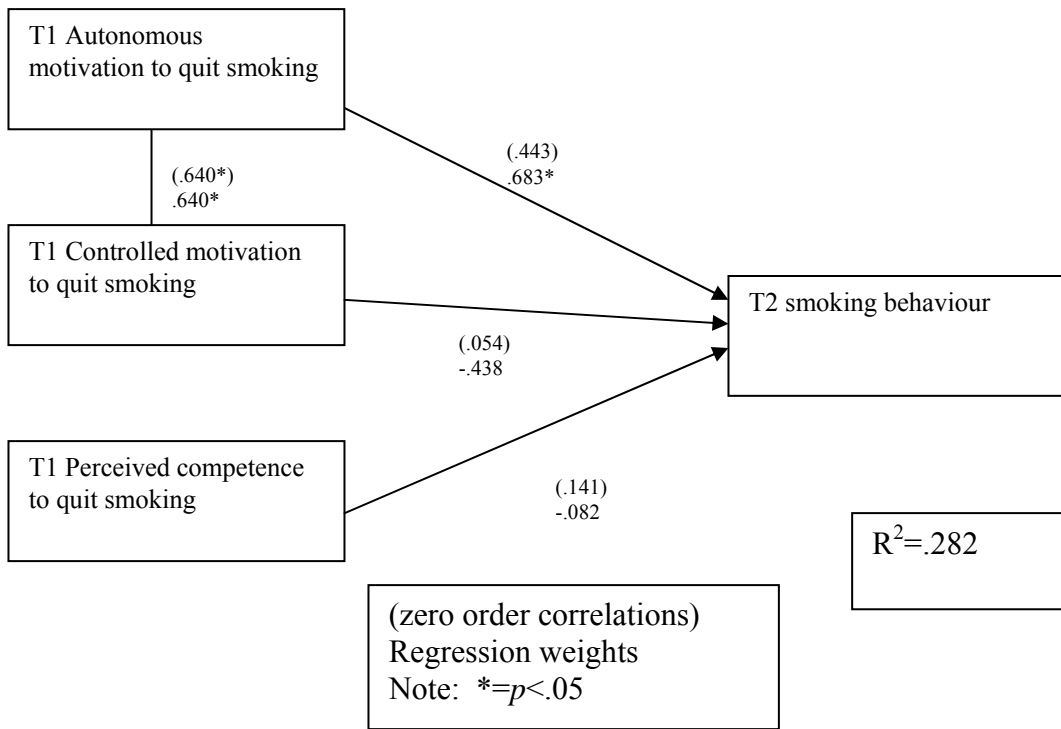 T1 Autonomous
motivation to quit smoking
(.443)
.683*
(.640*)
.640*
T1 Controlled motivation
to quit smoking
T2 smoking behaviour
(.054)
-.438
T1 Perceived competence
to quit smoking
(.141)
-.082
R²=.282
(zero order correlations)
Regression weights
Note: *=p<.05